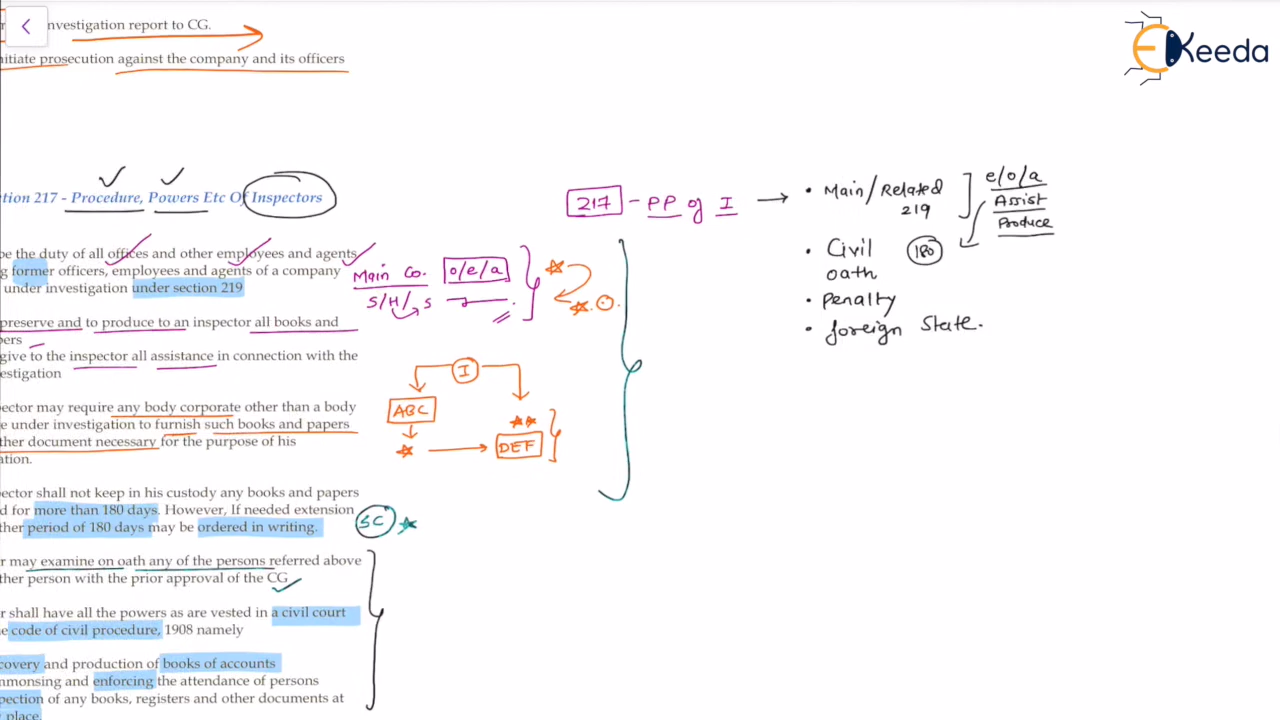 nvestigation report to CG.
nitiate prosecution against the company and its officers
Keeda
tion 217 - Procedure, Powers Etc Of Inspectors
be the duty of all offices and other employees and agents
g former officers, employees and agents of a company
under investigation under section 219
preserve and to produce to an inspector all books and
pers
give to the inspector all assistance in connection with the
estigation
pector may require any body corporate other than a body
e under investigation to furnish such books and papers
ther document necessary for the purpose of his
ation.
pector shall not keep in his custody any books and papers
d for more than 180 days. However, If needed extension
ther period of 180 days may be ordered in writing.
r may examine on oath any of the persons referred above
ther person with the prior approval of the CG
r shall have all the powers as are vested in a civil court
e code of civil procedure, 1908 namely
covery and production of books of accounts
mmonsing and enforcing the attendance of persons
pection of any books, registers and other documents at
place.
Main Co. o/e/a
S/H/S
I
ABC
DEF
SC
217 - PP of I
• Main/Related
219
e/o/a
Assist
Produce
• Civil 180
oath
• Penalty
• foreign State.